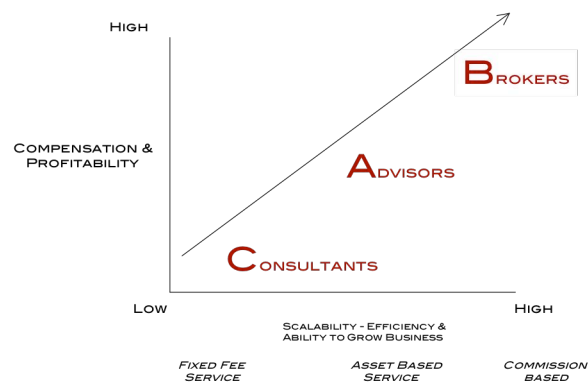 HIGH
BROKERS
COMPENSATION &
PROFITABILITY
ADVISORS
CONSULTANTS
LOW
HIGH
SCALABILITY - EFFICIENCY &
ABILITY TO GROW BUSINESS
FIXED FEE
SERVICE
ASSET BASED
SERVICE
COMMISSION
BASED